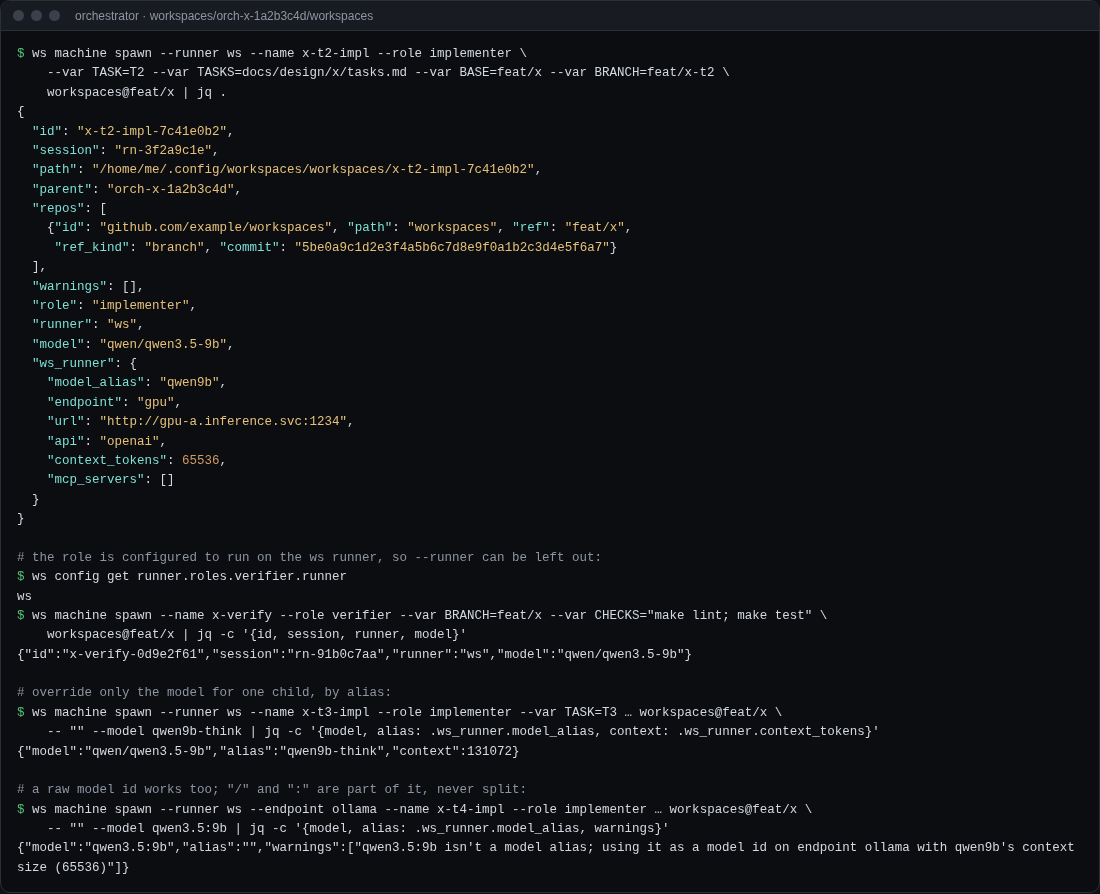 orchestrator · workspaces/orch-x-1a2b3c4d/workspaces
$ ws machine spawn --runner ws --name x-t2-impl --role implementer \
    --var TASK=T2 --var TASKS=docs/design/x/tasks.md --var BASE=feat/x --var BRANCH=feat/x-t2 \
    workspaces@feat/x | jq .
{
  "id": "x-t2-impl-7c41e0b2",
  "session": "rn-3f2a9c1e",
  "path": "/home/me/.config/workspaces/workspaces/x-t2-impl-7c41e0b2",
  "parent": "orch-x-1a2b3c4d",
  "repos": [
    {"id": "github.com/example/workspaces", "path": "workspaces", "ref": "feat/x",
     "ref_kind": "branch", "commit": "5be0a9c1d2e3f4a5b6c7d8e9f0a1b2c3d4e5f6a7"}
  ],
  "warnings": [],
  "role": "implementer",
  "runner": "ws",
  "model": "qwen/qwen3.5-9b",
  "ws_runner": {
    "model_alias": "qwen9b",
    "endpoint": "gpu",
    "url": "http://gpu-a.inference.svc:1234",
    "api": "openai",
    "context_tokens": 65536,
    "mcp_servers": []
  }
}
# the role is configured to run on the ws runner, so --runner can be left out:
$ ws config get runner.roles.verifier.runner
ws
$ ws machine spawn --name x-verify --role verifier --var BRANCH=feat/x --var CHECKS="make lint; make test" \
    workspaces@feat/x | jq -c '{id, session, runner, model}'
{"id":"x-verify-0d9e2f61","session":"rn-91b0c7aa","runner":"ws","model":"qwen/qwen3.5-9b"}
# override only the model for one child, by alias:
$ ws machine spawn --runner ws --name x-t3-impl --role implementer --var TASK=T3 … workspaces@feat/x \
    -- "" --model qwen9b-think | jq -c '{model, alias: .ws_runner.model_alias, context: .ws_runner.context_tokens}'
{"model":"qwen/qwen3.5-9b","alias":"qwen9b-think","context":131072}
# a raw model id works too; "/" and ":" are part of it, never split:
$ ws machine spawn --runner ws --endpoint ollama --name x-t4-impl --role implementer … workspaces@feat/x \
    -- "" --model qwen3.5:9b | jq -c '{model, alias: .ws_runner.model_alias, warnings}'
{"model":"qwen3.5:9b","alias":"","warning":["qwen3.5:9b isn't a model alias; using it as a model id on endpoint ollama with qwen9b's context
size (65536)"]}